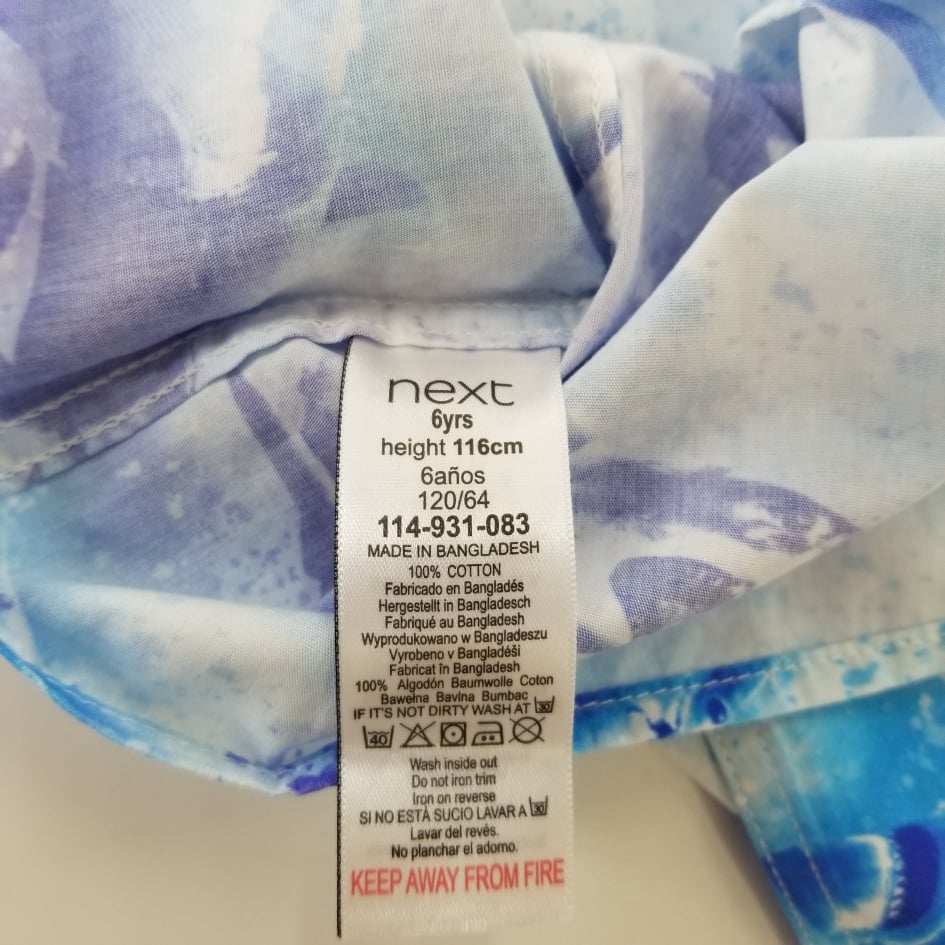 next
6yrs
height 116cm
6años
120/64
114-931-083
MADE IN BANGLADESH
100% COTTON
Fabricado en Bangladés
Hergestellt in Bangladesch
Fabriqué au Bangladesh
Wyprodukowano w Bangladeszu
Vyrobeno v Bangladéši
Fabricat în Bangladesh
100% Algodón Baumwolle Coton
Bawełna Bavlna Bumbac
IF IT'S NOT DIRTY WASH AT 30
40
Wash inside out
Do not iron trim
Iron on reverse
SI NO ESTÁ SUCIO LAVAR A 30
Lavar del revés.
No planchar el adorno.
KEEP AWAY FROM FIRE